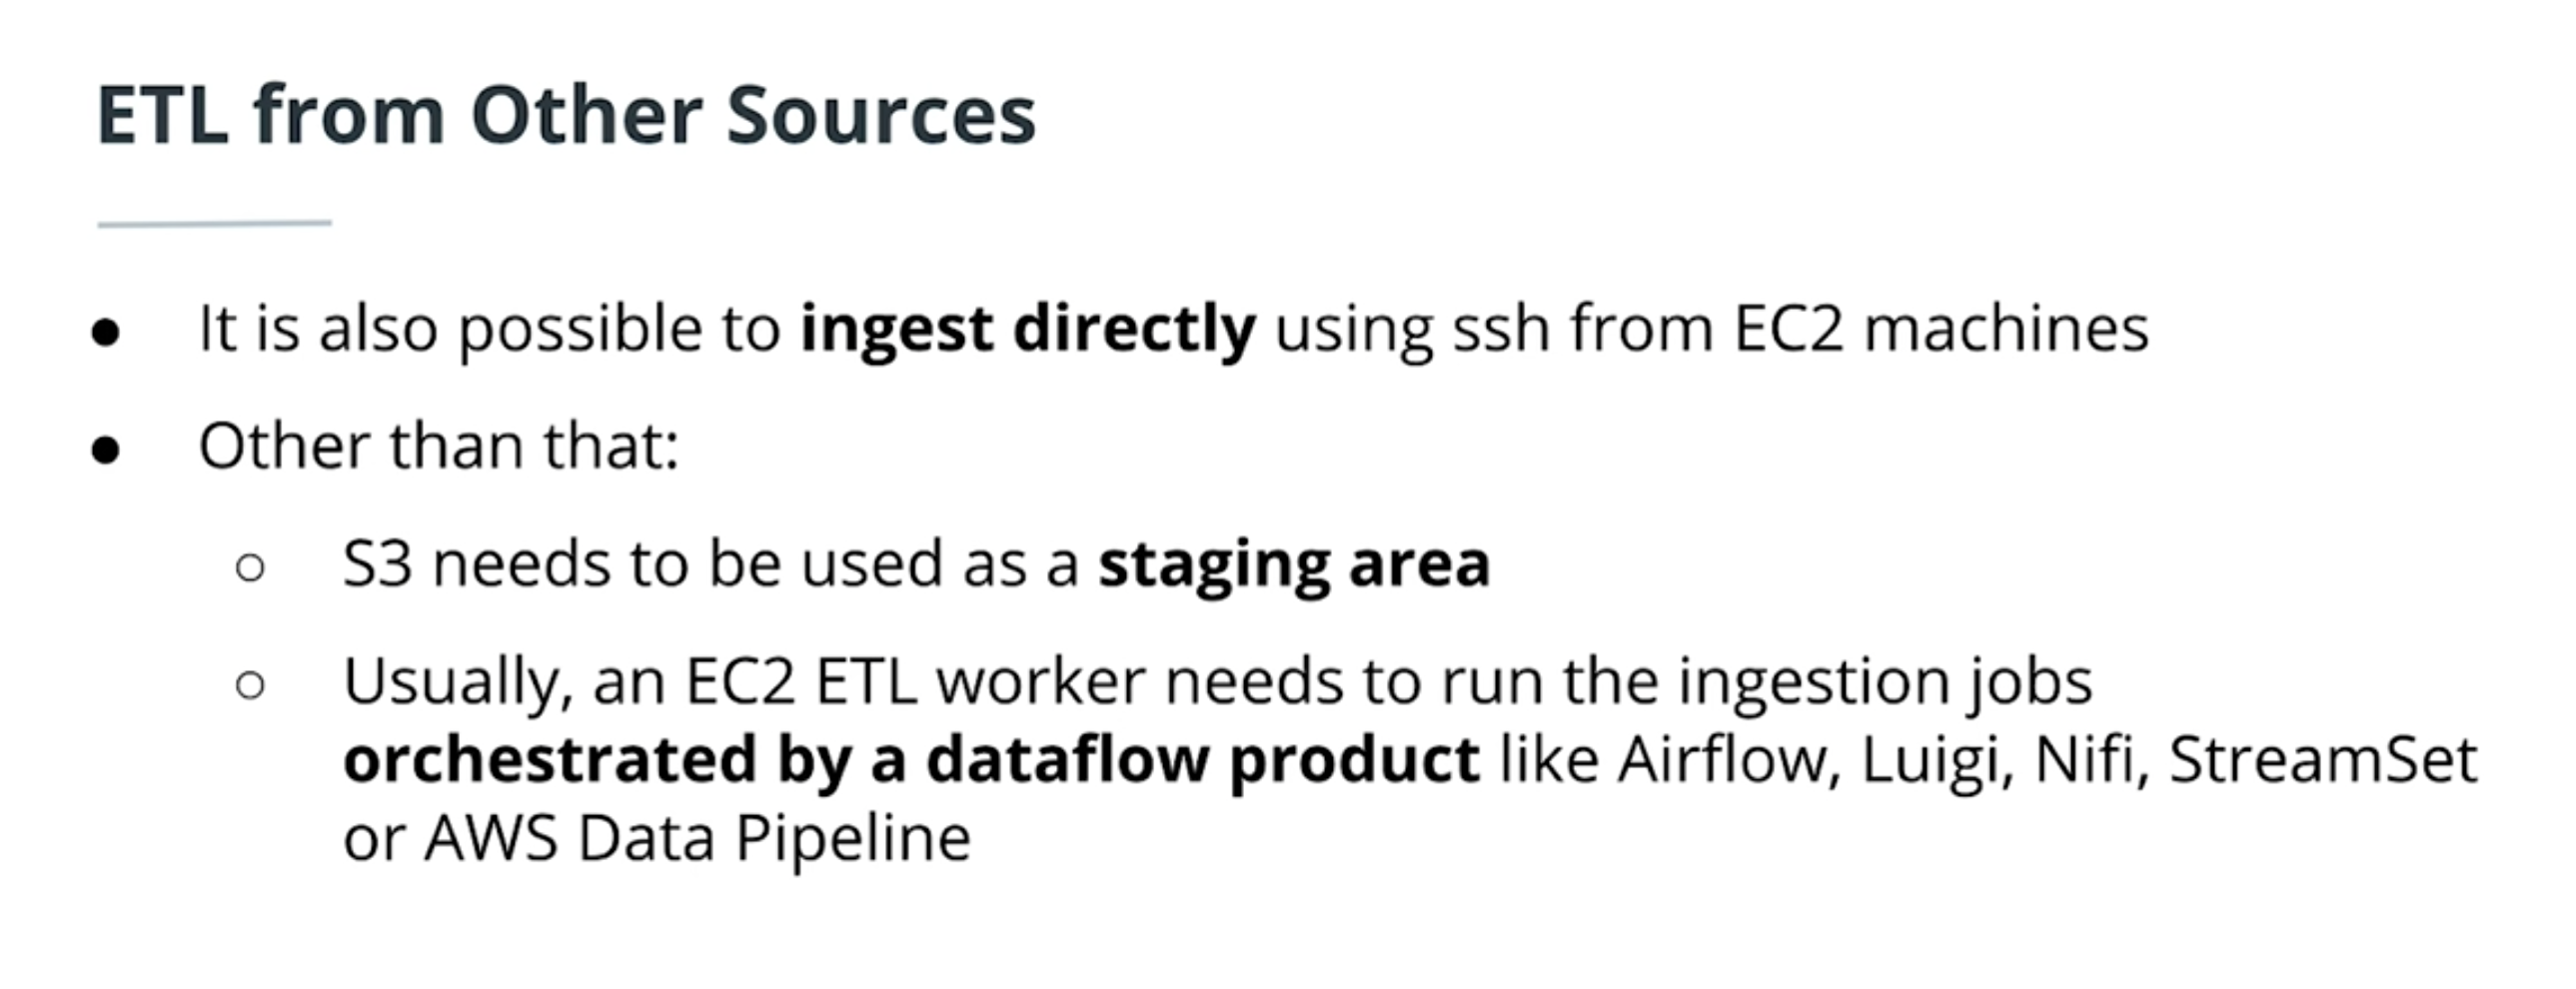 ETL from Other Sources
● It is also possible to ingest directly using ssh from EC2 machines
● Other than that:
○ S3 needs to be used as a staging area
○ Usually, an EC2 ETL worker needs to run the ingestion jobs
orchestrated by a dataflow product like Airflow, Luigi, Nifi, StreamSet
or AWS Data Pipeline